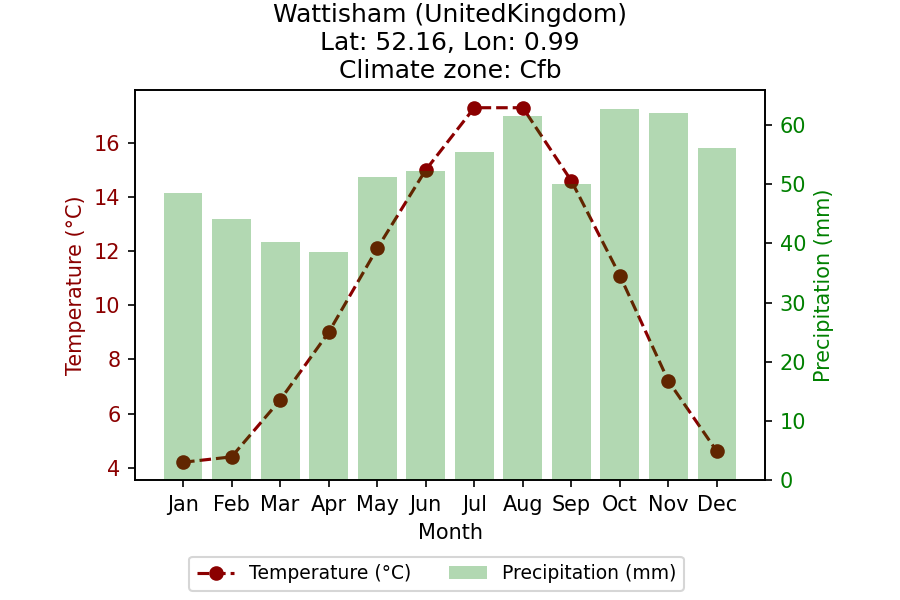 Wattisham (UnitedKingdom)
Lat: 52.16, Lon: 0.99
Climate zone: Cfb
Temperature (°C)
16
14
12
10
8
6
4
Precipitation (mm)
60
50
40
30
20
10
0
Jan Feb Mar Apr May Jun Jul Aug Sep Oct Nov Dec
Month
Temperature (°C) Precipitation (mm)